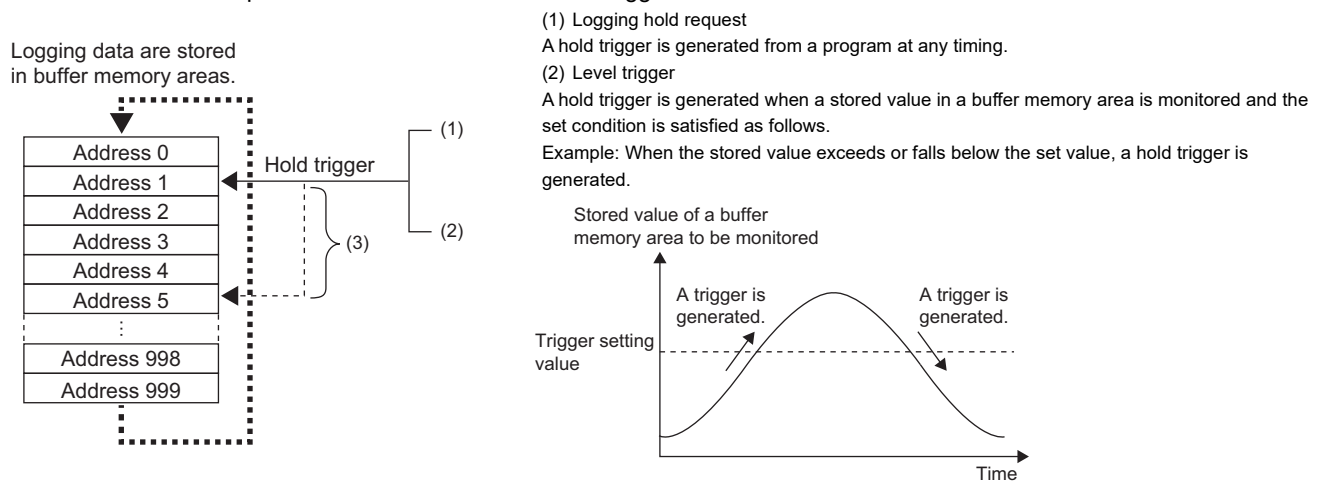 Logging data are stored
in buffer memory areas.
Address 0
Address 1
Address 2
Address 3
Address 4
Address 5
⋮
Address 998
Address 999
Hold trigger
(1)
(2)
(3)
(1) Logging hold request
A hold trigger is generated from a program at any timing.
(2) Level trigger
A hold trigger is generated when a stored value in a buffer memory area is monitored and the
set condition is satisfied as follows.
Example: When the stored value exceeds or falls below the set value, a hold trigger is
generated.
Stored value of a buffer
memory area to be monitored
A trigger is
generated.
A trigger is
generated.
Trigger setting
value
Time